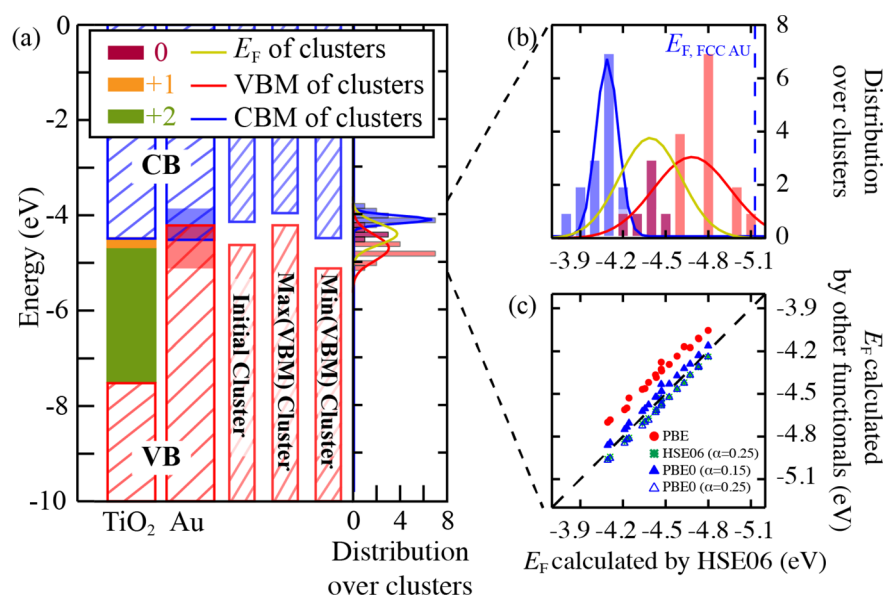 (a)
0
-2
-4
-6
-8
-10
Energy (eV)
0
+1
+2
E_F of clusters
VBM of clusters
CBM of clusters
CB
VB
Initial Cluster
Max(VBM) Cluster
Min(VBM) Cluster
TiO₂
Au
0 4 8
Distribution
over clusters
(b)
E_F, FCC AU
8
6
4
2
0
Distribution
over clusters
-3.9 -4.2 -4.5 -4.8 -5.1
(c)
-3.9
-4.2
-4.5
-4.8
-5.1
PBE
HSE06 (α=0.25)
PBE0 (α=0.15)
PBE0 (α=0.25)
E_F calculated
by other functionals (eV)
-3.9 -4.2 -4.5 -4.8 -5.1
E_F calculated by HSE06 (eV)